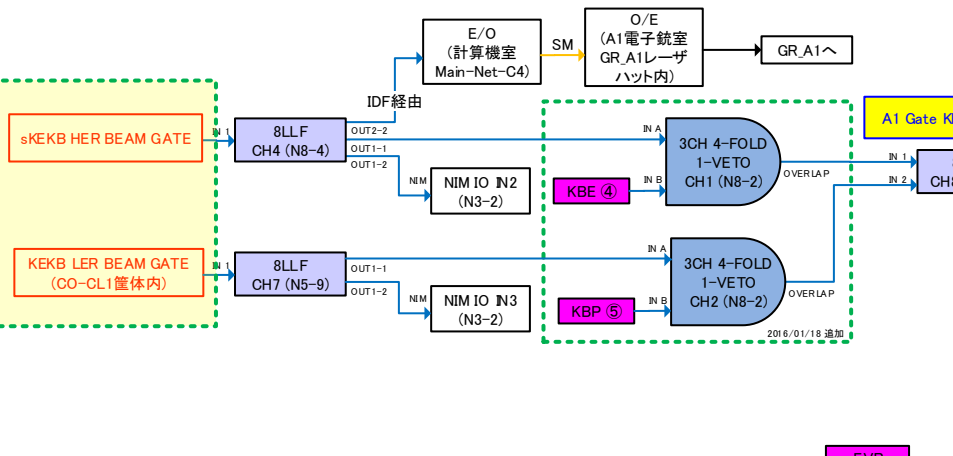 E/O
(計算機室
Main-Net-C4)
SM
O/E
(A1電子銃室
GR_A1レーザ
ハット内)
GR_A1へ
IDF経由
sKEKB HER BEAM GATE
IN 1
8LLF
CH4 (N8-4)
OUT2-2
OUT1-1
OUT1-2
NIM
NIM IO IN2
(N3-2)
KBE ④
IN A
IN B
3CH 4-FOLD
1-VETO
CH1 (N8-2)
OVERLAP
A1 Gate
IN 1
IN 2
KEKB LER BEAM GATE
(CO-CL1筐体内)
IN 1
8LLF
CH7 (N5-9)
OUT1-1
OUT1-2
NIM
NIM IO IN3
(N3-2)
KBP ⑤
IN A
IN B
3CH 4-FOLD
1-VETO
CH2 (N8-2)
OVERLAP
2016/01/18 追加